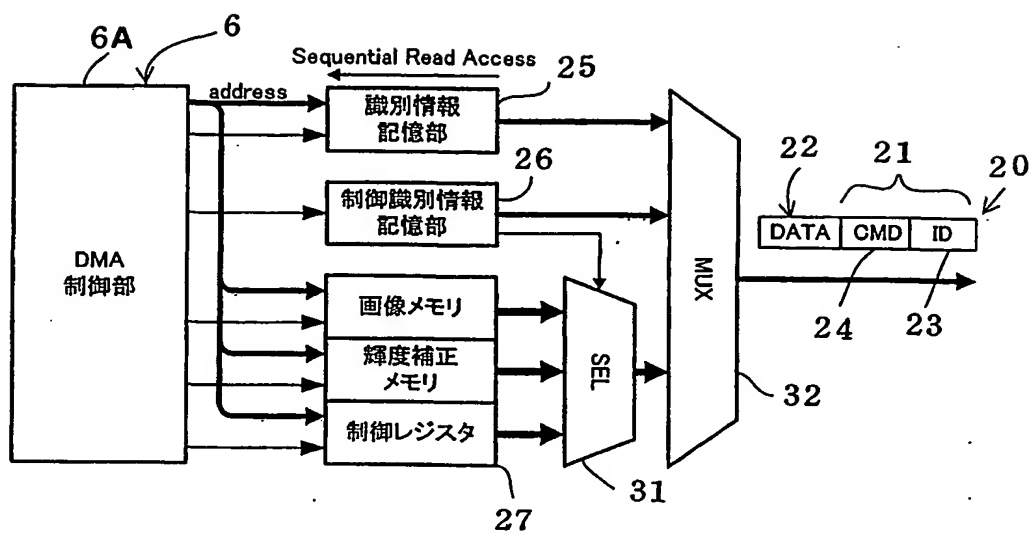 6A
6
Sequential Read Access
25
address
識別情報
記憶部
26
制御識別情報
記憶部
22
21
20
DATA
CMD
ID
DMA
制御部
MUX
24
23
画像メモリ
SEL
輝度補正
メモリ
32
制御レジスタ
31
27